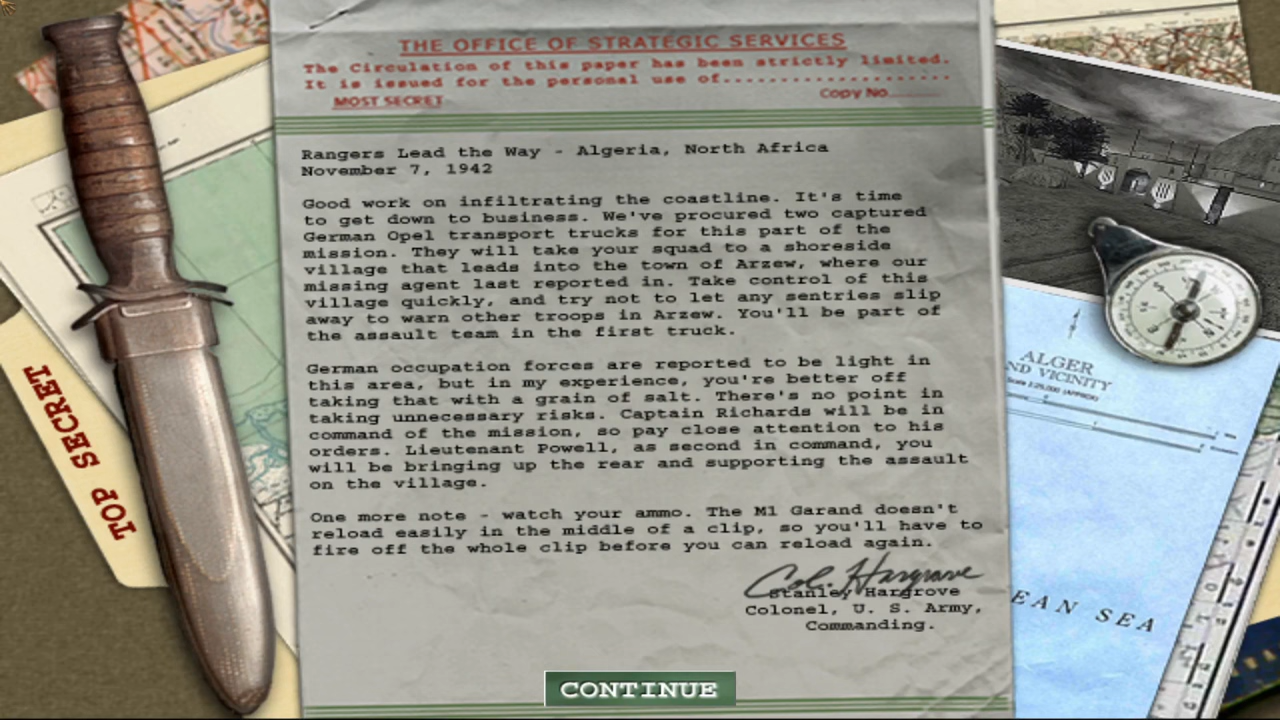 THE OFFICE OF STRATEGIC SERVICES
The Circulation of this paper has been strictly limited.
It is issued for the personal use of........................
MOST SECRET
Copy No.........
Rangers Lead the Way - Algeria, North Africa
November 7, 1942
Good work on infiltrating the coastline. It's time
to get down to business. We've procured two captured
German Opel transport trucks for this part of the
mission. They will take your squad to a shoreside
village that leads into the town of Arzew, where our
missing agent last reported in. Take control of this
village quickly, and try not to let any sentries slip
away to warn other troops in Arzew. You'll be part of
the assault team in the first truck.
German occupation forces are reported to be light in
this area, but in my experience, you're better off
taking that with a grain of salt. There's no point in
taking unnecessary risks. Captain Richards will be in
command of the mission, so pay close attention to his
orders. Lieutenant Powell, as second in command, you
will be bringing up the rear and supporting the assault
on the village.
One more note - watch your ammo. The M1 Garand doesn't
reload easily in the middle of a clip, so you'll have to
fire off the whole clip before you can reload again.
Col. Hargrave
Stanley Hargrove
Colonel, U. S. Army,
Commanding.
CONTINUE
TOP SECRET
ALGER
ND VICINITY
EAN SEA